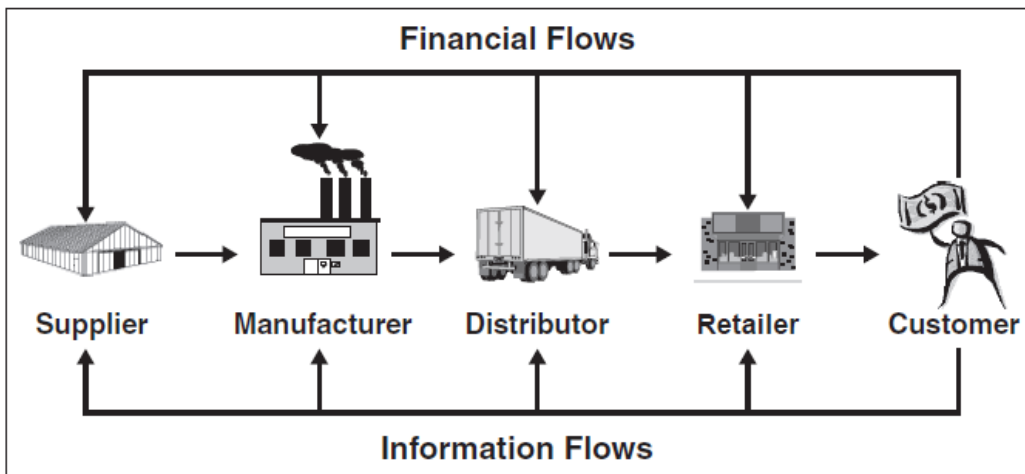 Financial Flows
Supplier Manufacturer Distributor Retailer Customer
Information Flows